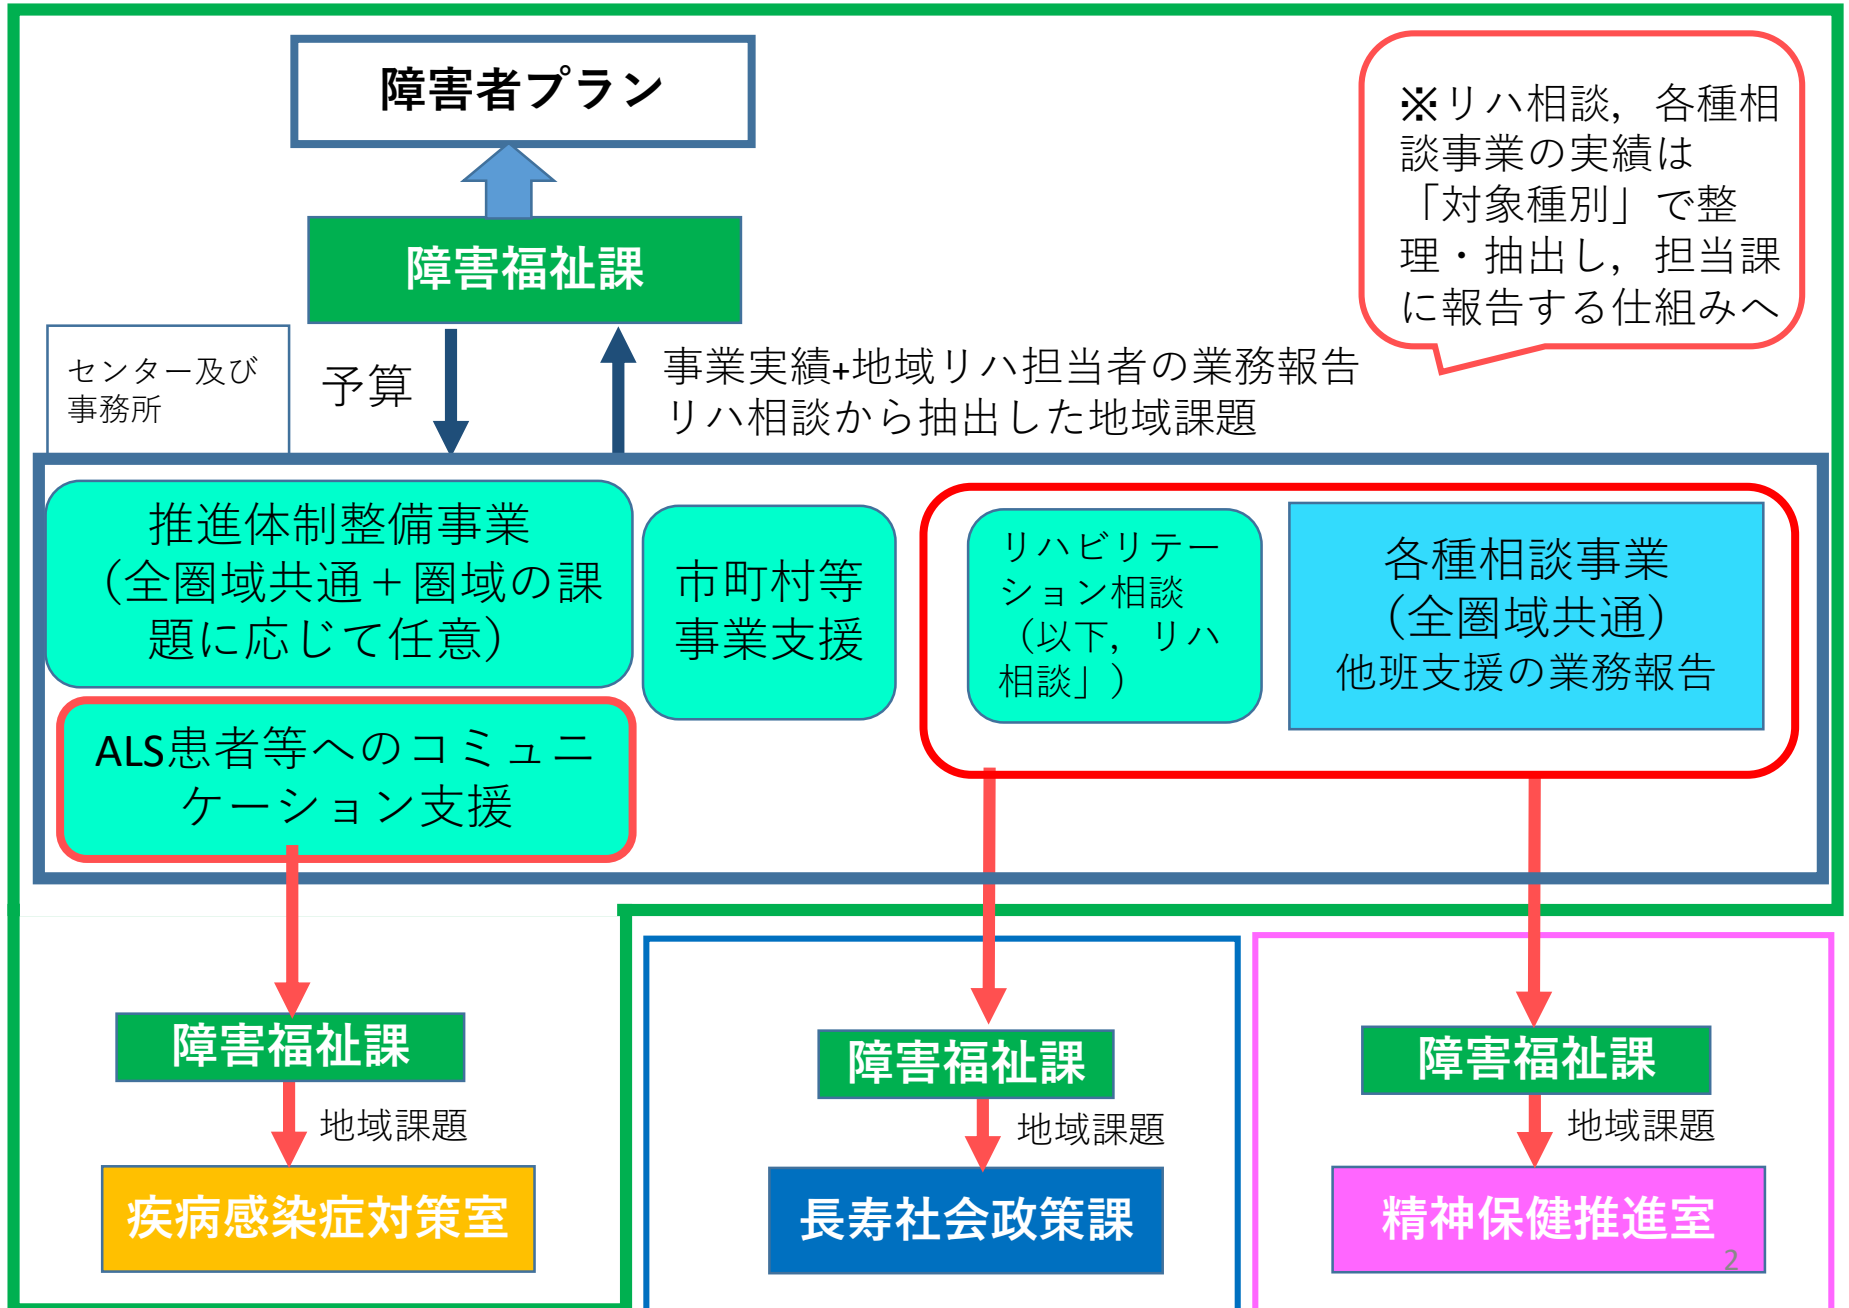 障害者プラン
障害福祉課
※リハ相談，各種相
談事業の実績は
「対象種別」で整
理・抽出し，担当課
に報告する仕組みへ
センター及び
事務所
予算
事業実績+地域リハ担当者の業務報告
リハ相談から抽出した地域課題
推進体制整備事業
（全圏域共通＋圏域の課
題に応じて任意）
市町村等
事業支援
リハビリテー
ション相談
（以下，リハ
相談」）
各種相談事業
（全圏域共通）
他班支援の業務報告
ALS患者等へのコミュニ
ケーション支援
障害福祉課
地域課題
疾病感染症対策室
障害福祉課
地域課題
長寿社会政策課
障害福祉課
地域課題
精神保健推進室
2